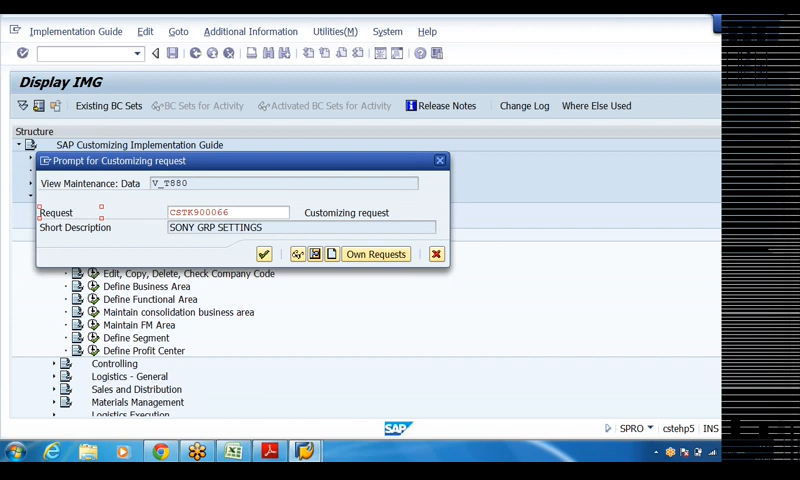 Implementation Guide Edit Goto Additional Information Utilities(M) System Help
Display IMG
Existing BC Sets BC Sets for Activity Activated BC Sets for Activity Release Notes Change Log Where Else Used
Structure
SAP Customizing Implementation Guide
Prompt for Customizing request
View Maintenance: Data V_T880
Request CSTK900066 Customizing request
Short Description SONY GRP SETTINGS
Own Requests
Edit, Copy, Delete, Check Company Code
Define Business Area
Define Functional Area
Maintain consolidation business area
Maintain FM Area
Define Segment
Define Profit Center
Controlling
Logistics - General
Sales and Distribution
Materials Management
Logistics Execution
SAP SPRO cstehp5 INS